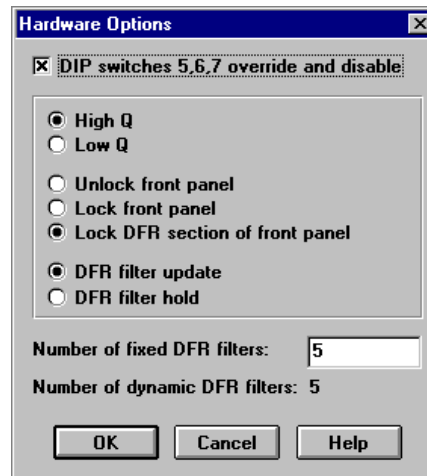 Hardware Options
DIP switches 5,6,7 override and disable
High Q
Low Q
Unlock front panel
Lock front panel
Lock DFR section of front panel
DFR filter update
DFR filter hold
Number of fixed DFR filters: 5
Number of dynamic DFR filters: 5
OK Cancel Help